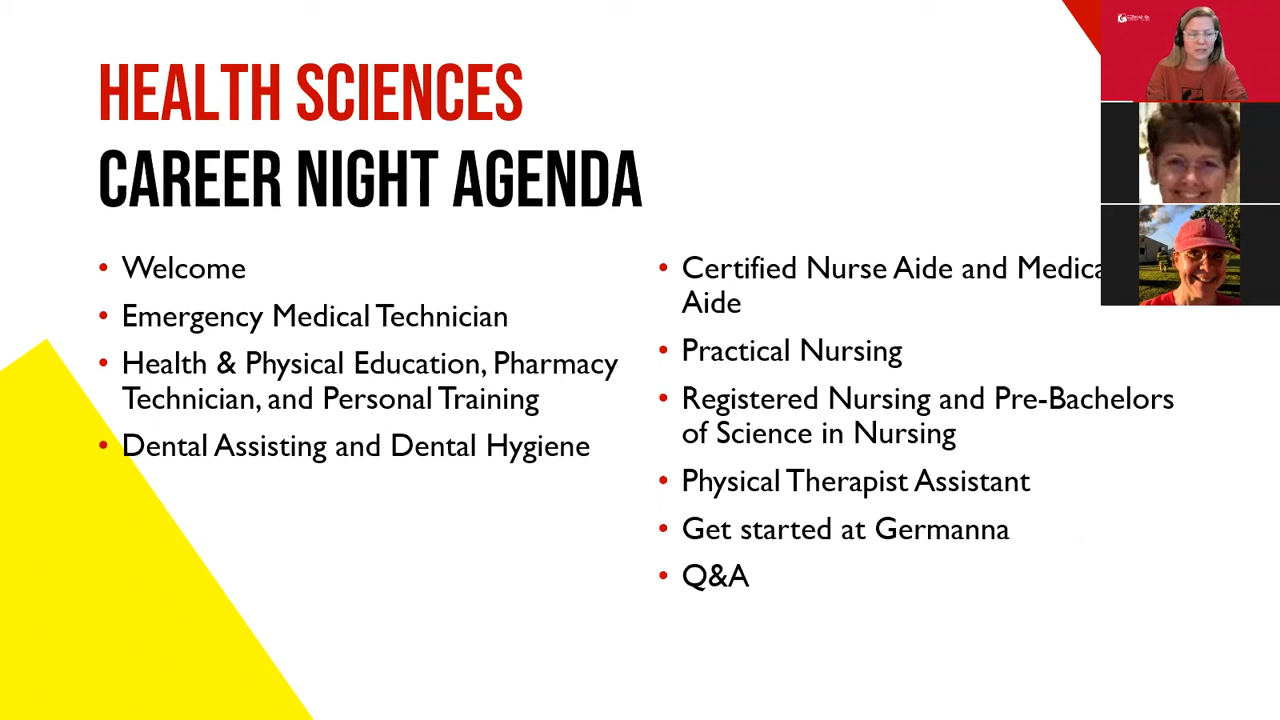 HEALTH SCIENCES
CAREER NIGHT AGENDA
• Welcome
• Emergency Medical Technician
• Health & Physical Education, Pharmacy
Technician, and Personal Training
• Dental Assisting and Dental Hygiene
• Certified Nurse Aide and Medica
Aide
• Practical Nursing
• Registered Nursing and Pre-Bachelors
of Science in Nursing
• Physical Therapist Assistant
• Get started at Germanna
• Q&A